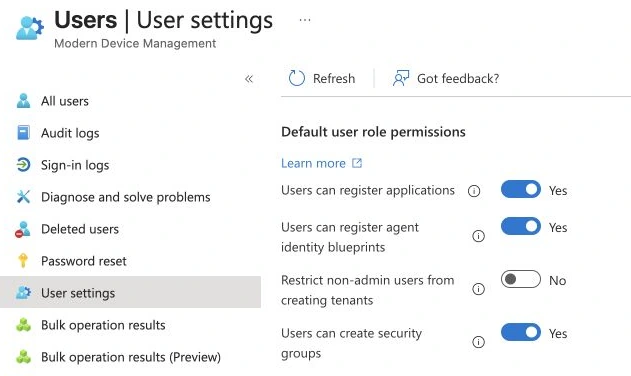 Users | User settings
...
Modern Device Management
«
Refresh
Got feedback?
All users
Audit logs
Sign-in logs
Diagnose and solve problems
Deleted users
Password reset
User settings
Bulk operation results
Bulk operation results (Preview)
Default user role permissions
Learn more
Users can register applications
Yes
Users can register agent
identity blueprints
Yes
Restrict non-admin users from
creating tenants
No
Users can create security
groups
Yes